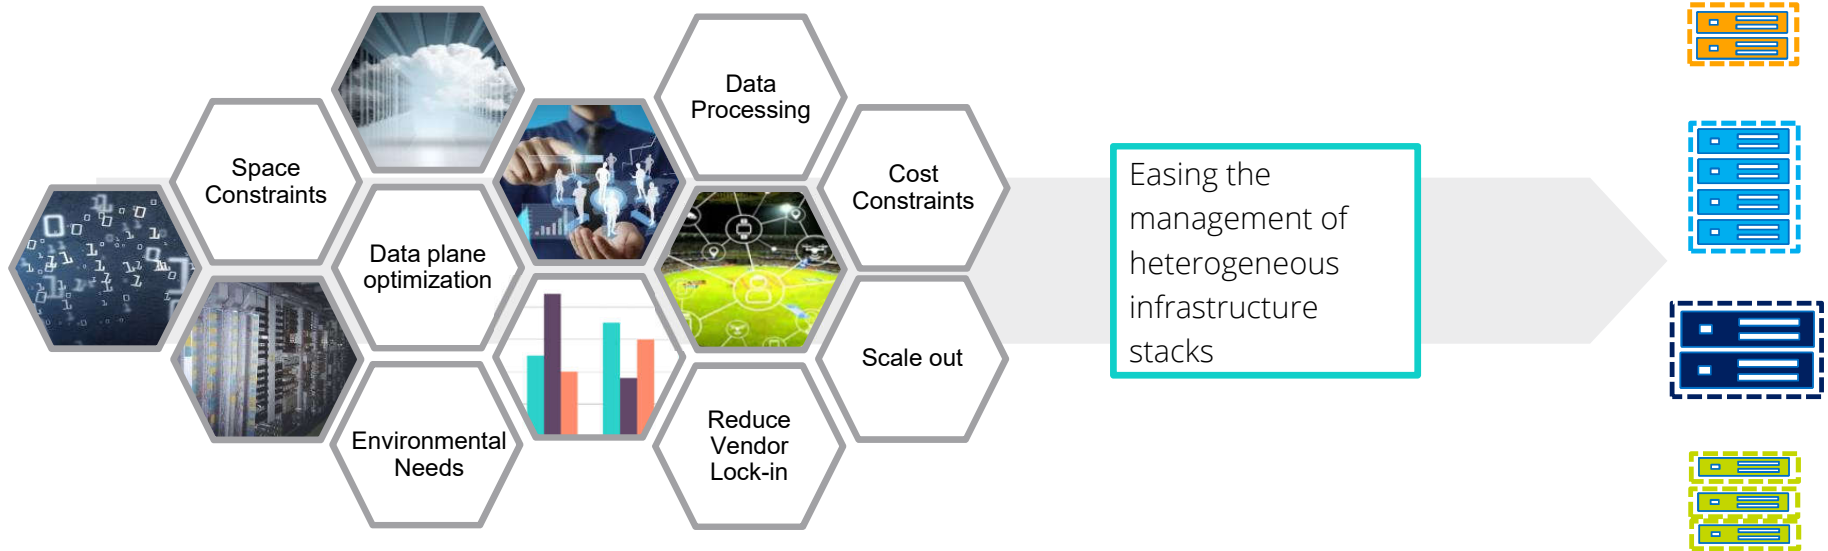 Data
Processing
Space
Constraints
Cost
Constraints
Data plane
optimization
Scale out
Environmental
Needs
Reduce
Vendor
Lock-in
Easing the
management of
heterogeneous
infrastructure
stacks